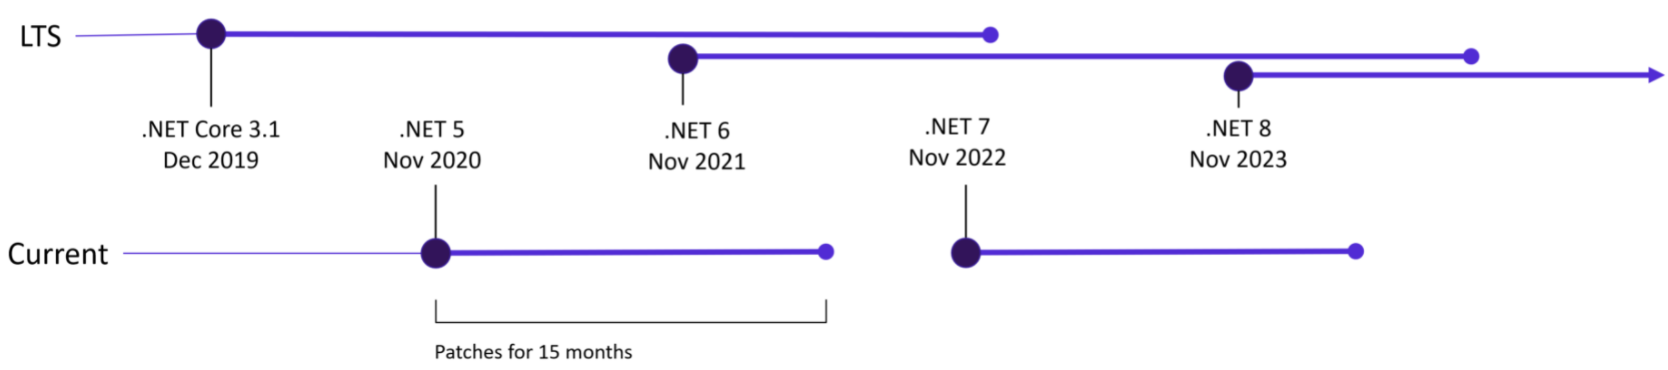 LTS
.NET Core 3.1
Dec 2019
.NET 5
Nov 2020
.NET 6
Nov 2021
.NET 7
Nov 2022
.NET 8
Nov 2023
Current
Patches for 15 months